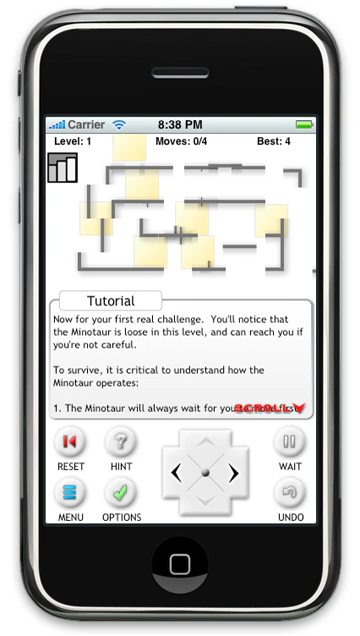 Carrier 8:38 PM
Level: 1 Moves: 0/4 Best: 4
Tutorial
Now for your first real challenge. You'll notice that
the Minotaur is loose in this level, and can reach you if
you're not careful.
To survive, it is critical to understand how the
Minotaur operates:
1. The Minotaur will always wait for you SCROLL
RESET HINT WAIT
MENU OPTIONS UNDO